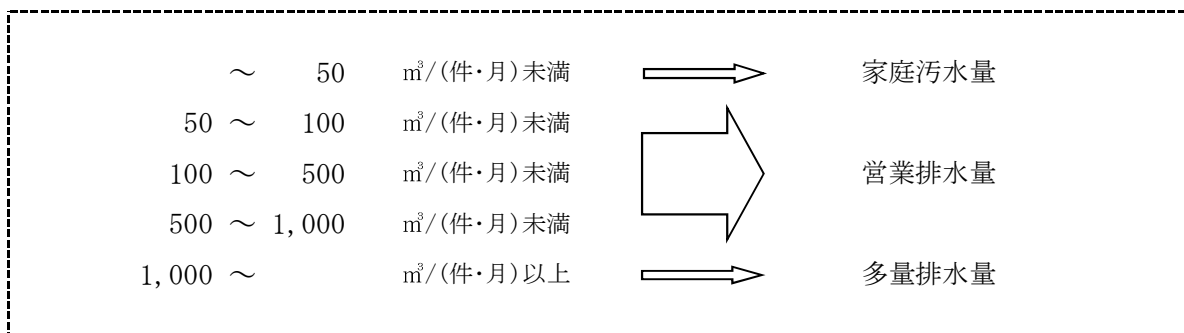 ～ 50 ㎥/(件・月)未満 家庭汚水量
50 ～ 100 ㎥/(件・月)未満
100 ～ 500 ㎥/(件・月)未満 営業排水量
500 ～ 1,000 ㎥/(件・月)未満
1,000 ～ ㎥/(件・月)以上 多量排水量